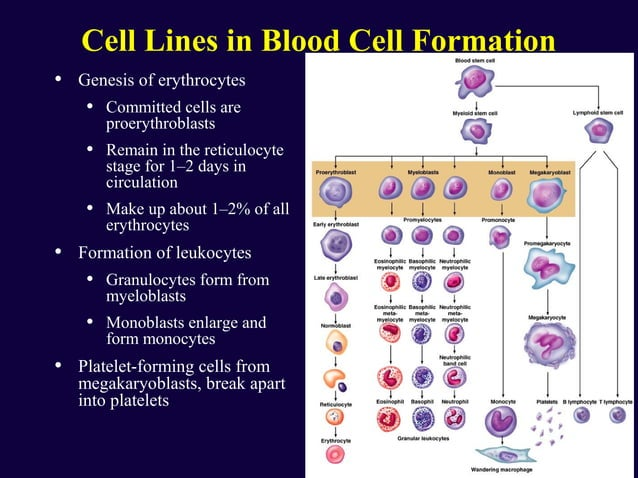 Cell Lines in Blood Cell Formation
• Genesis of erythrocytes
• Committed cells are
proerythroblasts
• Remain in the reticulocyte
stage for 1–2 days in
circulation
• Make up about 1–2% of all
erythrocytes
• Formation of leukocytes
• Granulocytes form from
myeloblasts
• Monoblasts enlarge and
form monocytes
• Platelet-forming cells from
megakaryoblasts, break apart
into platelets
Blood stem cell
Myeloid stem cell
Lymphoid stem cell
Proerythroblast
Myeloblasts
Monoblast
Megakaryoblast
Early erythroblast
Promyelocytes
Promonocyte
Promegakaryocyte
Eosinophilic
myelocyte
Basophilic
myelocyte
Neutrophilic
myelocyte
Late erythroblast
Eosinophilic
meta-
myelocyte
Basophilic
meta-
myelocyte
Neutrophilic
meta-
myelocyte
Megakaryocyte
Normoblast
Neutrophilic
band cell
Reticulocyte
Eosinophil
Basophil
Neutrophil
Monocyte
Platelets
B lymphocyte
T lymphocyte
Erythrocyte
Granular leukocytes
Wandering macrophage